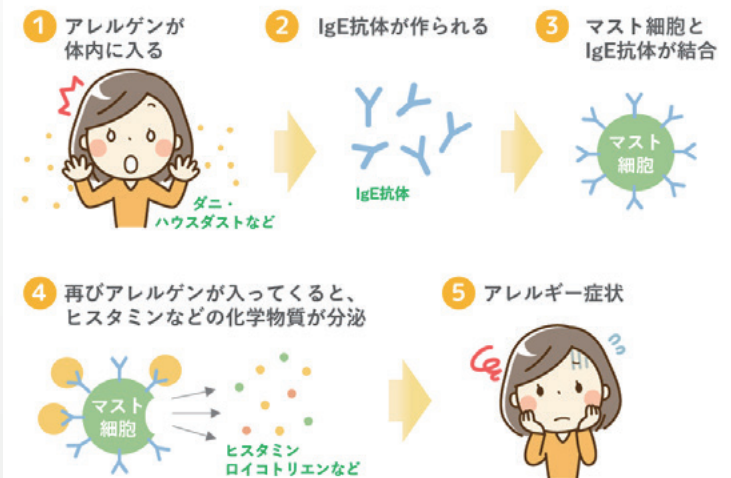 1 アレルゲンが
体内に入る
ダニ・
ハウスダストなど
2 IgE抗体が作られる
IgE抗体
3 マスト細胞と
IgE抗体が結合
マスト
細胞
4 再びアレルゲンが入ってくると、
ヒスタミンなどの化学物質が分泌
マスト
細胞
ヒスタミン
ロイコトリエンなど
5 アレルギー症状